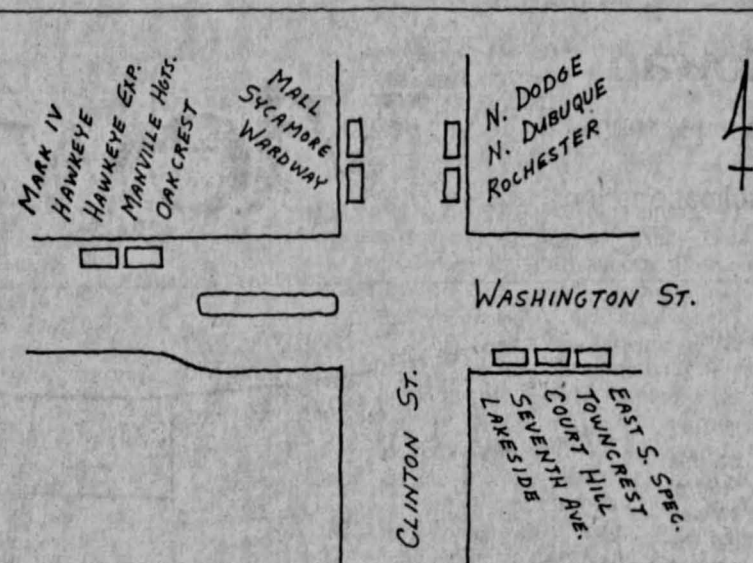 MARK IV
HAWKEYE
HAWKEYE EXP.
MANVILLE HGTS.
OAKCREST
MALL
SYCAMORE
WARDWAY
N. DODGE
N. DUBUQUE
ROCHESTER
WASHINGTON ST.
CLINTON ST.
LAKESIDE
SEVENTH AVE.
COURT HILL
TOWNCREST
EAST S. SPEC.